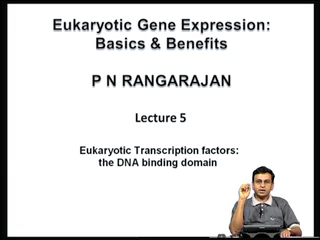 Eukaryotic Gene Expression:
Basics & Benefits
P N RANGARAJAN
Lecture 5
Eukaryotic Transcription factors:
the DNA binding domain